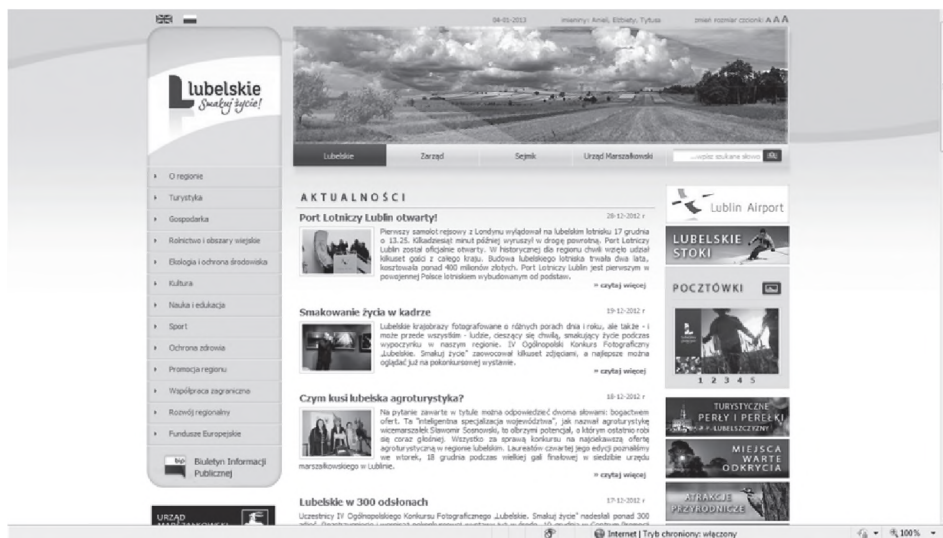 04-01-2013 imieniny: Aniel, Elżbiety, Tytusa zmień rozmiar czcionki A A A
lubelskie
Smakuj życie!
Lubelskie Zarząd Sejmik Urząd Marszałkowski ...wpisz szukane słowo
O regionie
Turystyka
Gospodarka
Rolnictwo i obszary wiejskie
Ekologia i ochrona środowiska
Kultura
Nauka i edukacja
Sport
Ochrona zdrowia
Promocja regionu
Współpraca zagraniczna
Rozwój regionalny
Fundusze Europejskie
bip
Biuletyn Informacji
Publicznej
URZĄD
AKTUALNOŚCI
Port Lotniczy Lublin otwarty! 28-12-2012 r
Pierwszy samolot rejsowy z Londynu wylądował na lubelskim lotnisku 17 grudnia
o 13.25. Kilkadziesiąt minut później wyruszył w drogę powrotną. Port Lotniczy
Lublin został oficjalnie otwarty. W historycznej dla regionu chwili wzięło udział
kilkuset gości z całego kraju. Budowa lubelskiego lotniska trwała dwa lata,
kosztowała ponad 400 milionów złotych. Port Lotniczy Lublin jest pierwszym w
powojennej Polsce lotniskiem wybudowanym od podstaw.
» czytaj więcej
Smakowanie życia w kadrze 19-12-2012 r
Lubelskie krajobrazy fotografowane o różnych porach dnia i roku, ale także - i
może przede wszystkim - ludzie, cieszący się chwilą, smakujący życie podczas
wypoczynku w naszym regionie. IV Ogólnopolski Konkurs Fotograficzny
„Lubelskie. Smakuj życie” zaowocował kilkuset zdjęciami, a najlepsze można
oglądać już na pokonkursowej wystawie.
» czytaj więcej
Czym kusi lubelska agroturystyka? 18-12-2012 r
Na pytanie zawarte w tytule można odpowiedzieć dwoma słowami: bogactwem
ofert. Ta "inteligentna specjalizacja województwa", jak nazwał agroturystykę
wicemarszałek Sławomir Sosnowski, to olbrzymi potencjał, o którym ostatnio robi
się coraz głośniej. Wszystko za sprawą konkursu na najciekawszą ofertę
agroturystyczną w regionie lubelskim. Laureatów czwartej jego edycji poznaliśmy
we wtorek, 18 grudnia podczas wielkiej gali finałowej w siedzibie urzędu
marszałkowskiego w Lublinie.
» czytaj więcej
Lubelskie w 300 odsłonach 17-12-2012 r
Uczestnicy IV Ogólnopolskiego Konkursu Fotograficznego „Lubelskie. Smakuj życie” nadesłali ponad 300
Lublin Airport
LUBELSKIE
STOKI
POCZTÓWKI
1 2 3 4 5
TURYSTYCZNE
PERŁY I PEREŁKI
LUBELSZCZYZNY
MIEJSCA
WARTE
ODKRYCIA
ATRAKCJE
PRZYRODNICZE
Internet | Tryb chroniony: włączony 100%